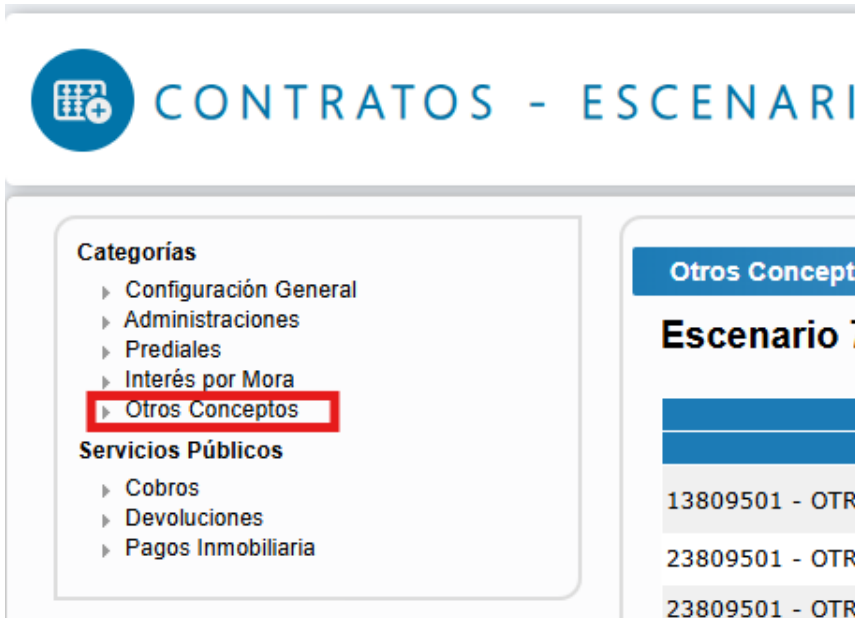 CONTRATOS - ESCENARI
Categorías
Configuración General
Administraciones
Prediales
Interés por Mora
Otros Conceptos
Servicios Públicos
Cobros
Devoluciones
Pagos Inmobiliaria
Otros Concept
Escenario 7
13809501 - OTR
23809501 - OTR
23809501 - OTR